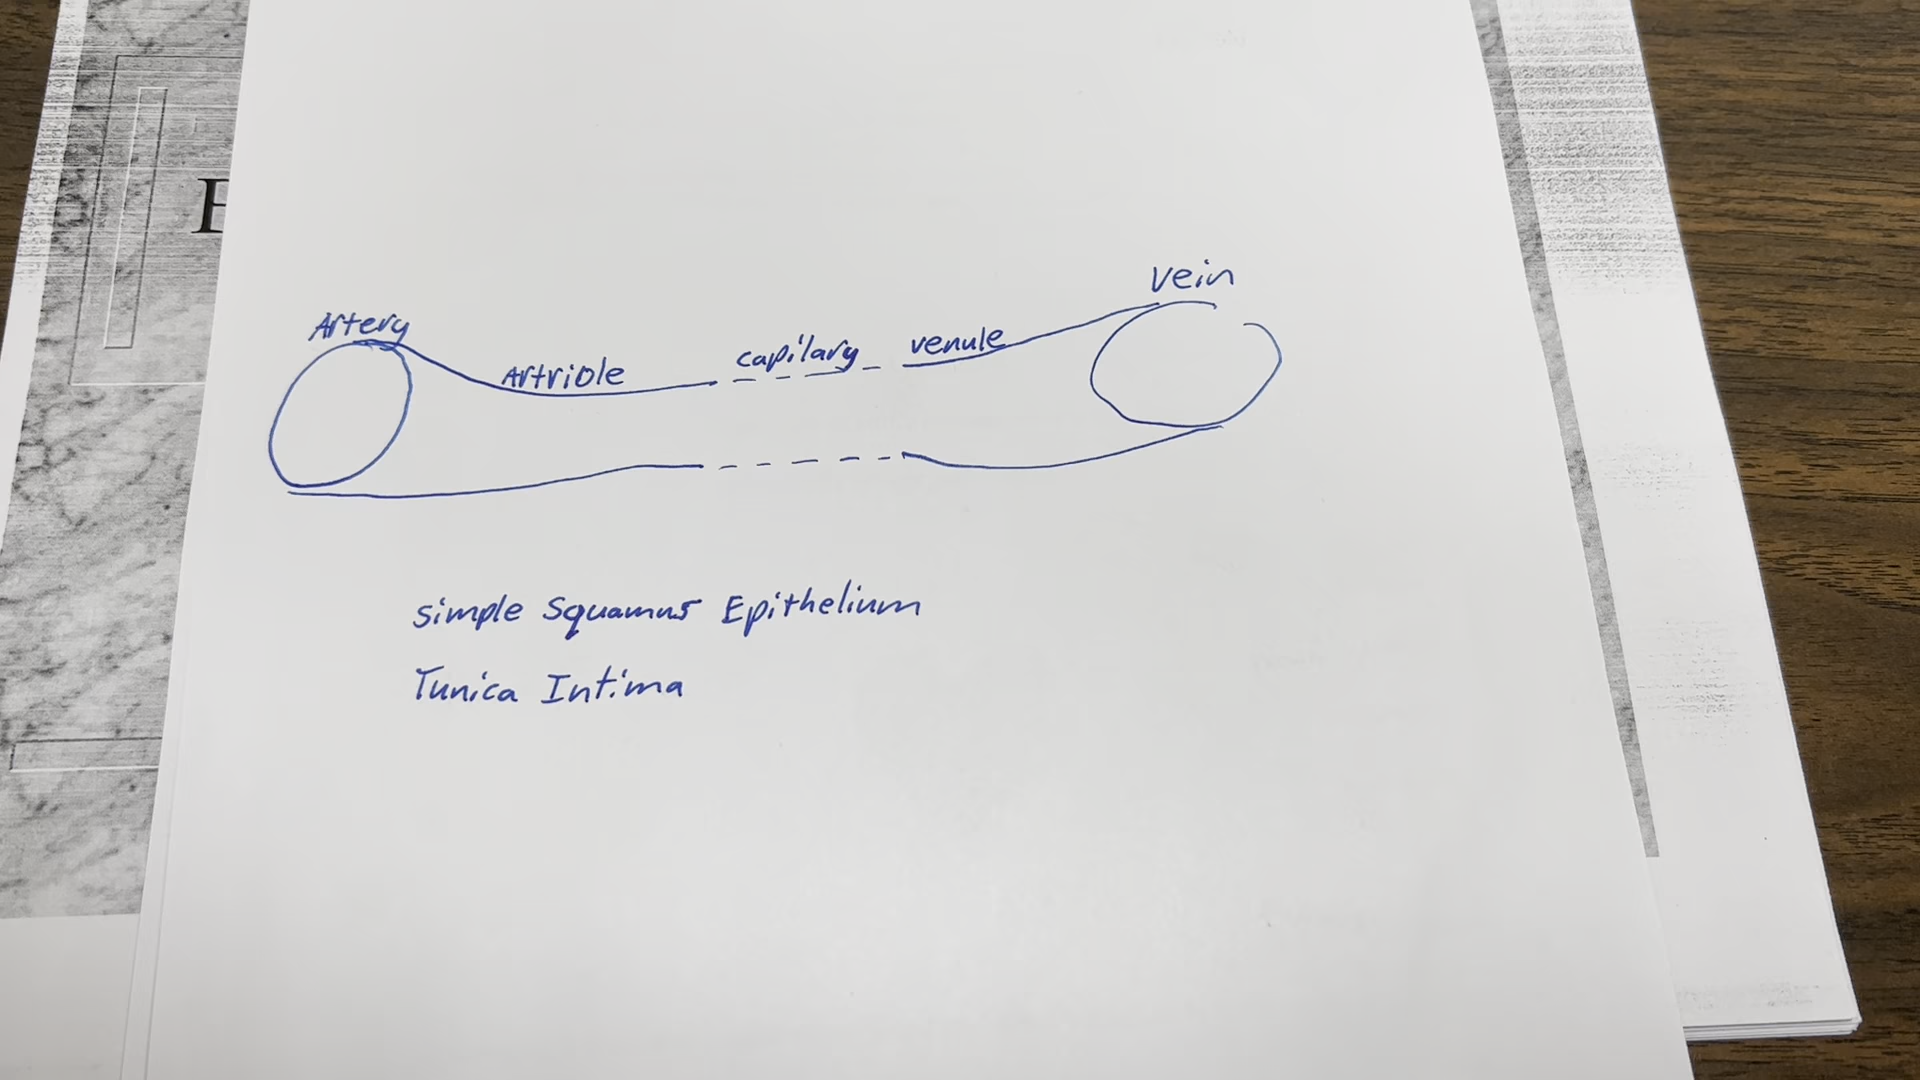 Vein
Artery
Artriole capilary venule
simple Squamus Epithelium
Tunica Intima